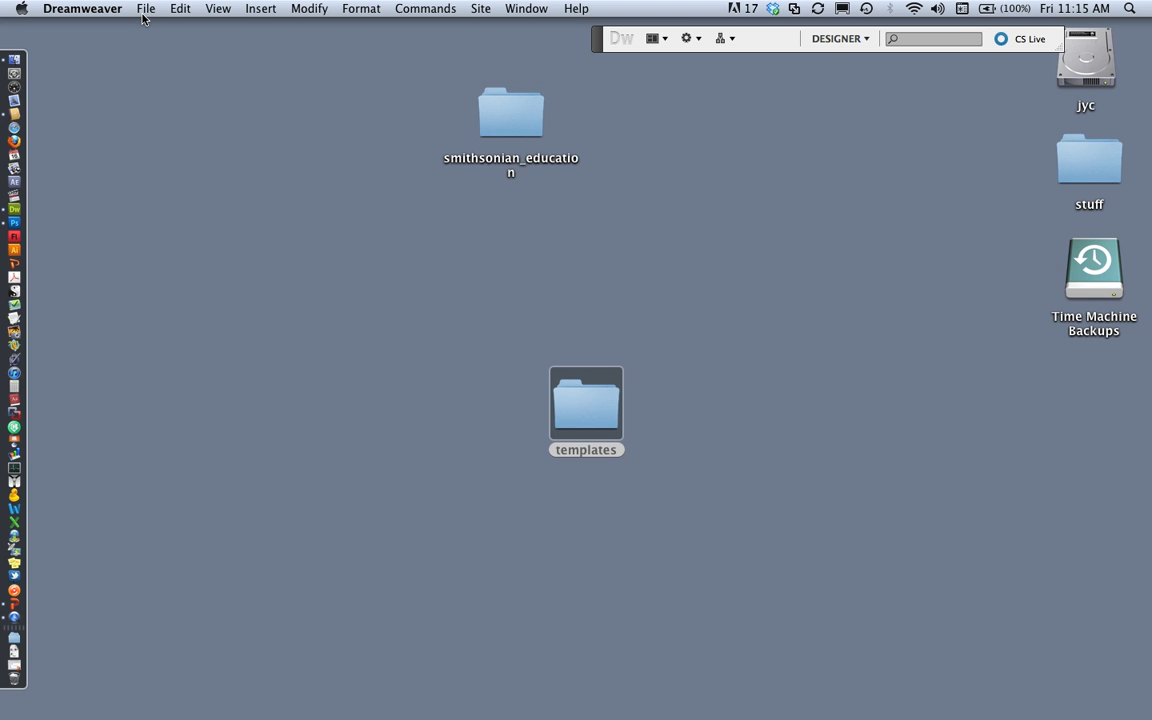 Dreamweaver File Edit View Insert Modify Format Commands Site Window Help 17 (100%) Fri 11:15 AM
Dw DESIGNER CS Live
jyc
smithsonian_educatio
n
stuff
Time Machine
Backups
templates